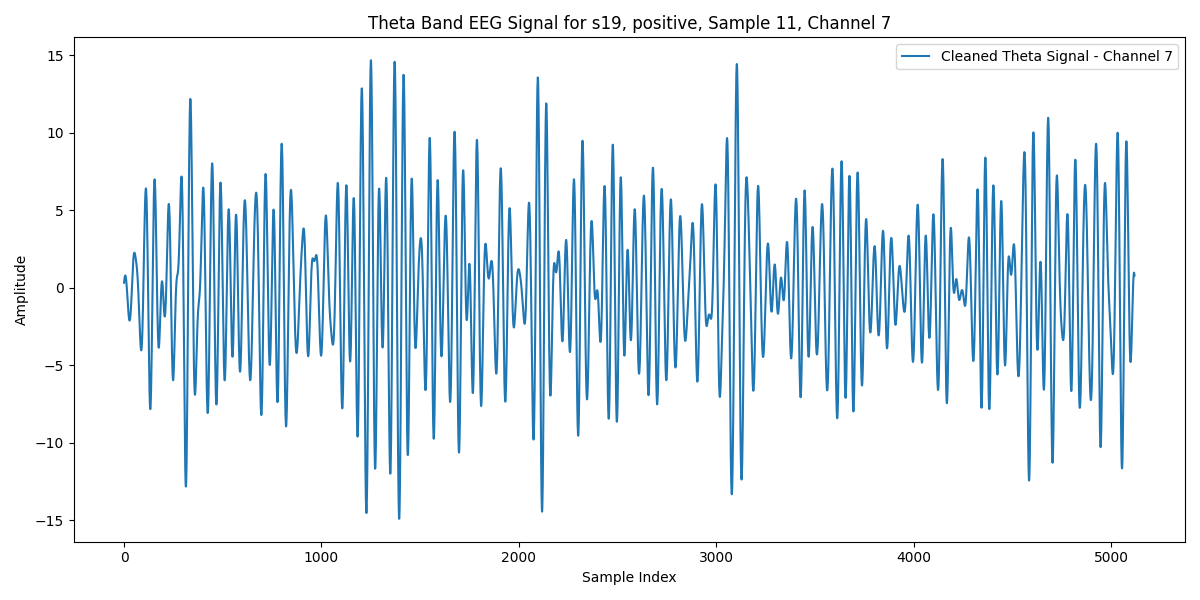 Theta Band EEG Signal for s19, positive, Sample 11, Channel 7
Cleaned Theta Signal - Channel 7
Amplitude
15
10
5
0
−5
−10
−15
0 1000 2000 3000 4000 5000
Sample Index